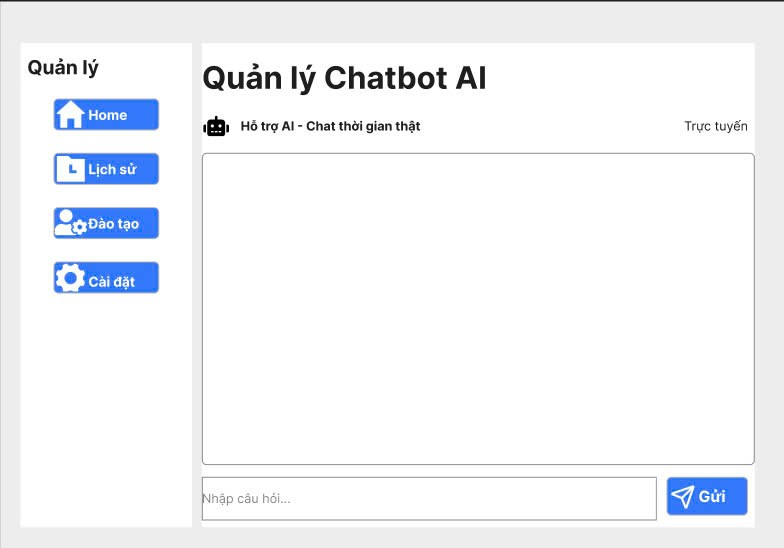 Quản lý
Home
Lịch sử
Đào tạo
Cài đặt
Quản lý Chatbot AI
Hỗ trợ AI - Chat thời gian thật
Trực tuyến
Nhập câu hỏi...
Gửi